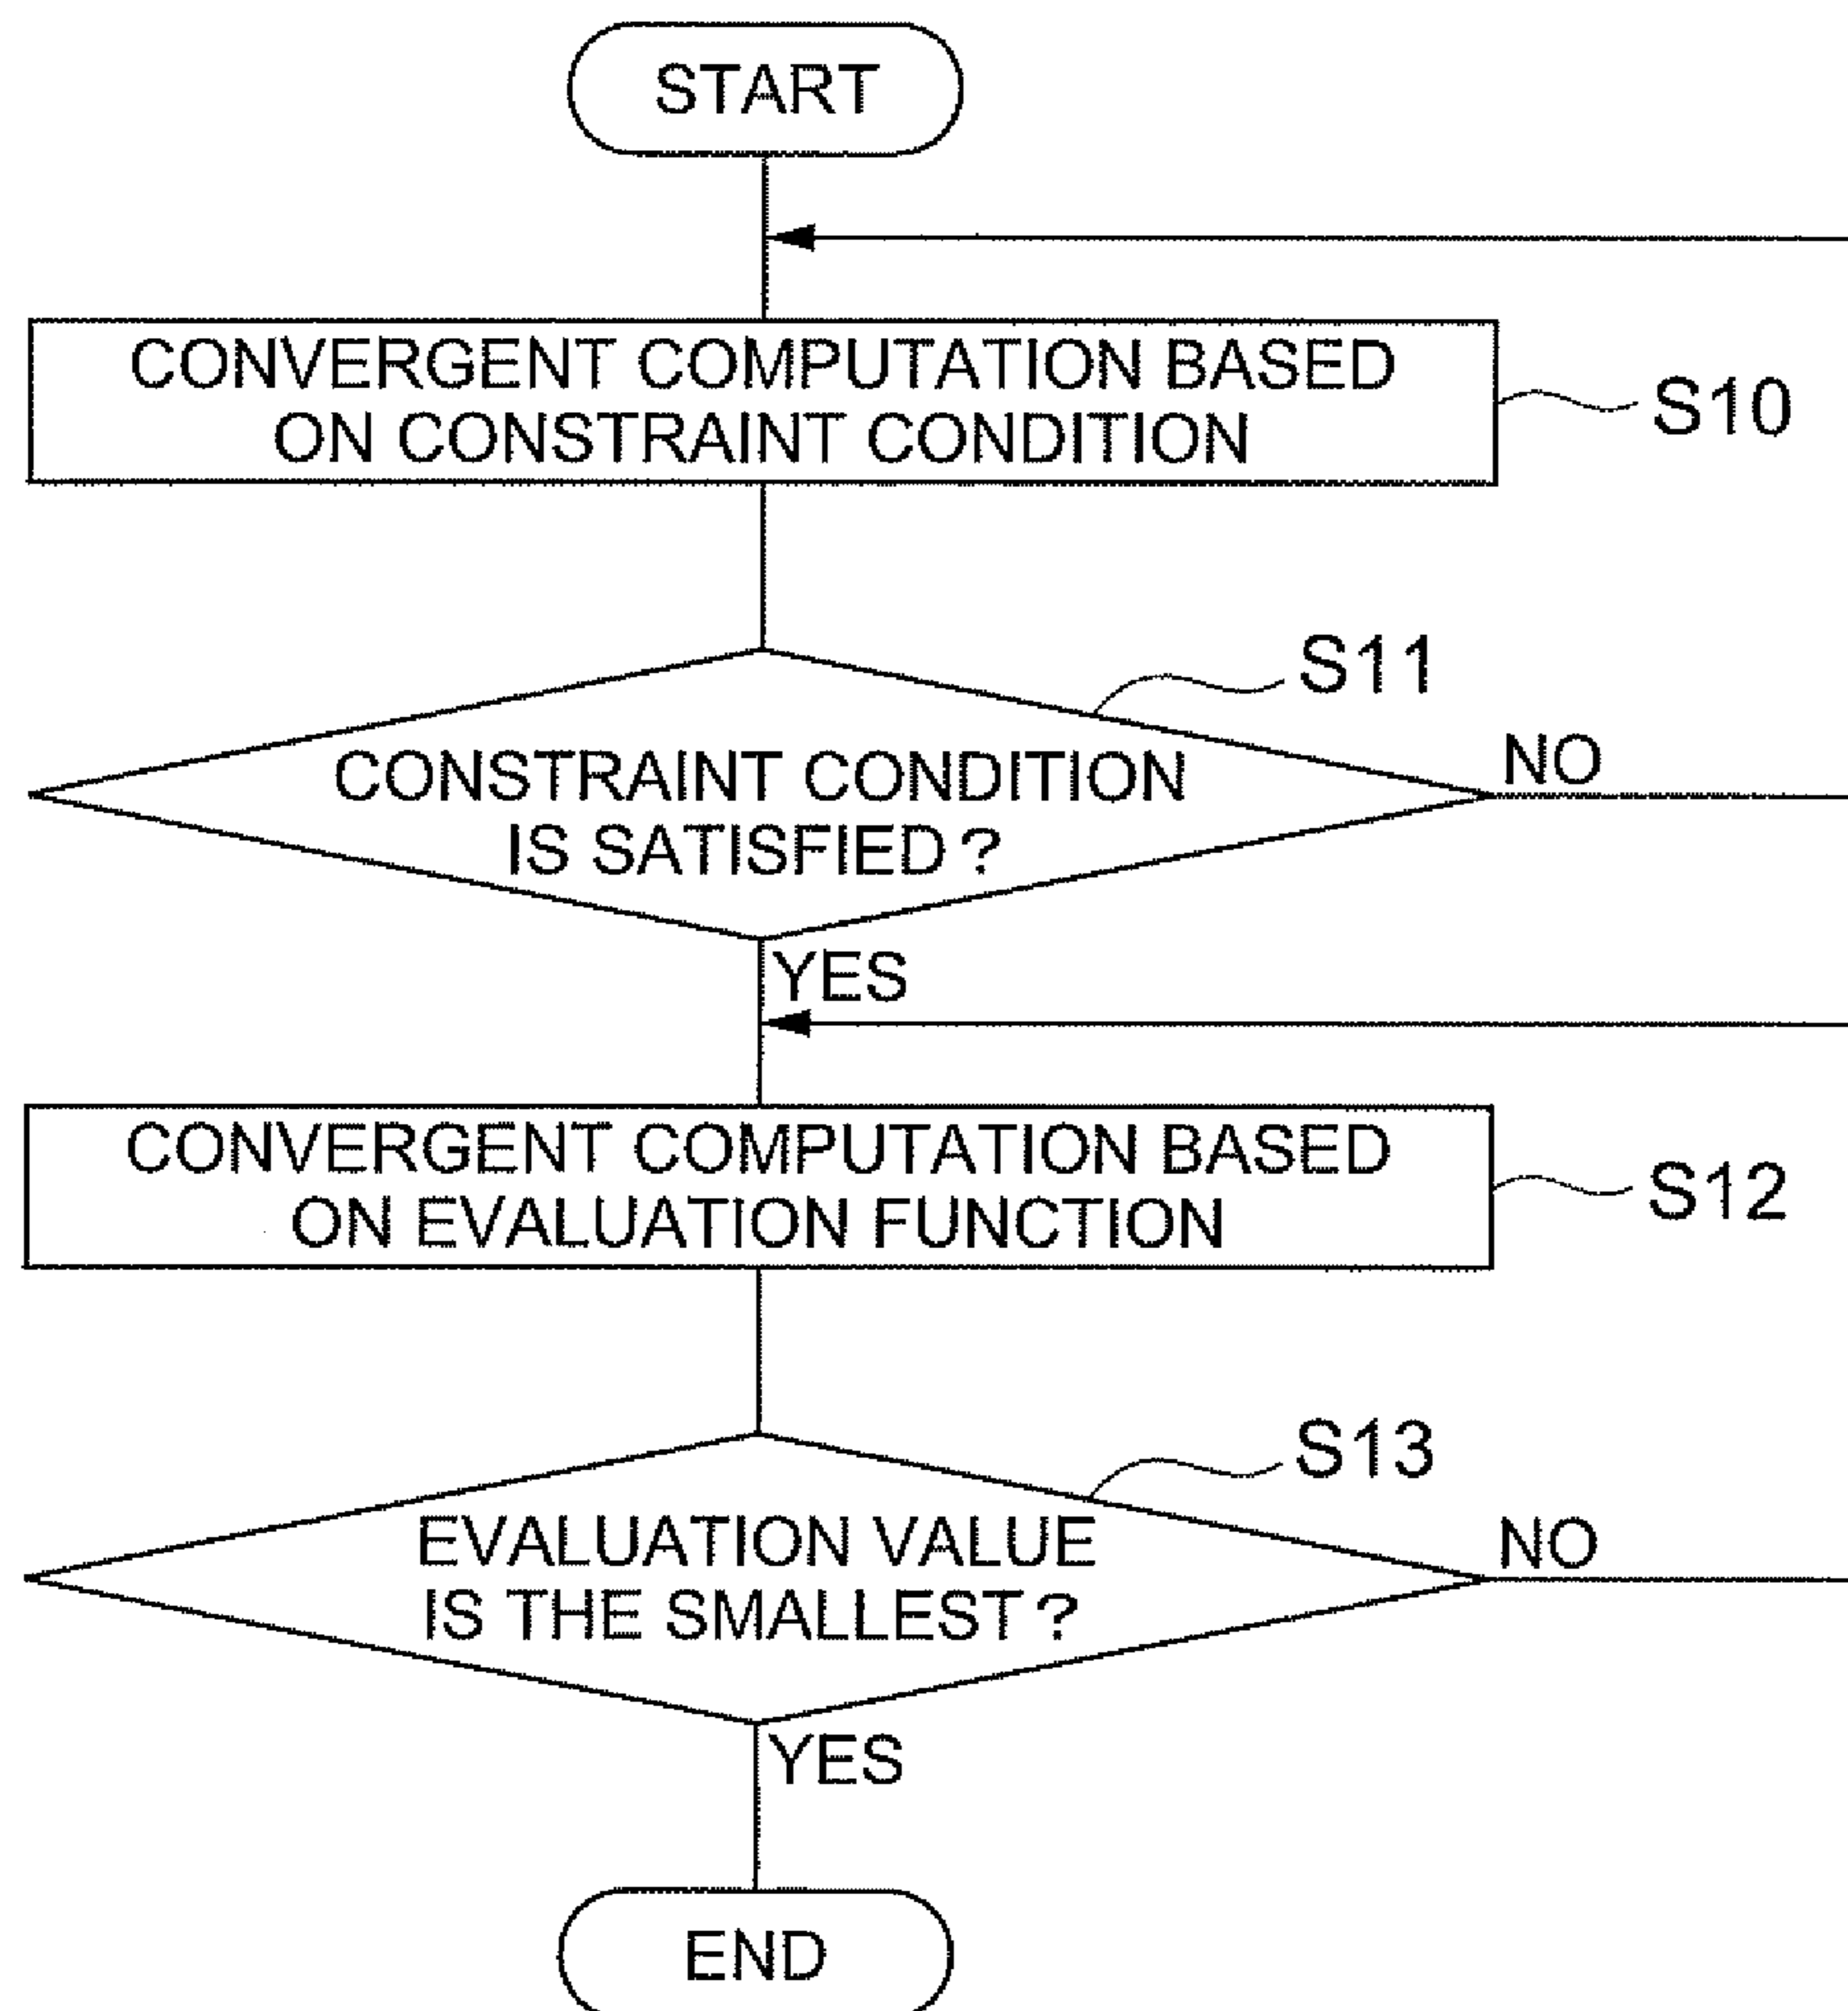 START
CONVERGENT COMPUTATION BASED
ON CONSTRAINT CONDITION
S10
S11
CONSTRAINT CONDITION
IS SATISFIED ?
NO
YES
CONVERGENT COMPUTATION BASED
ON EVALUATION FUNCTION
S12
S13
EVALUATION VALUE
IS THE SMALLEST ?
NO
YES
END